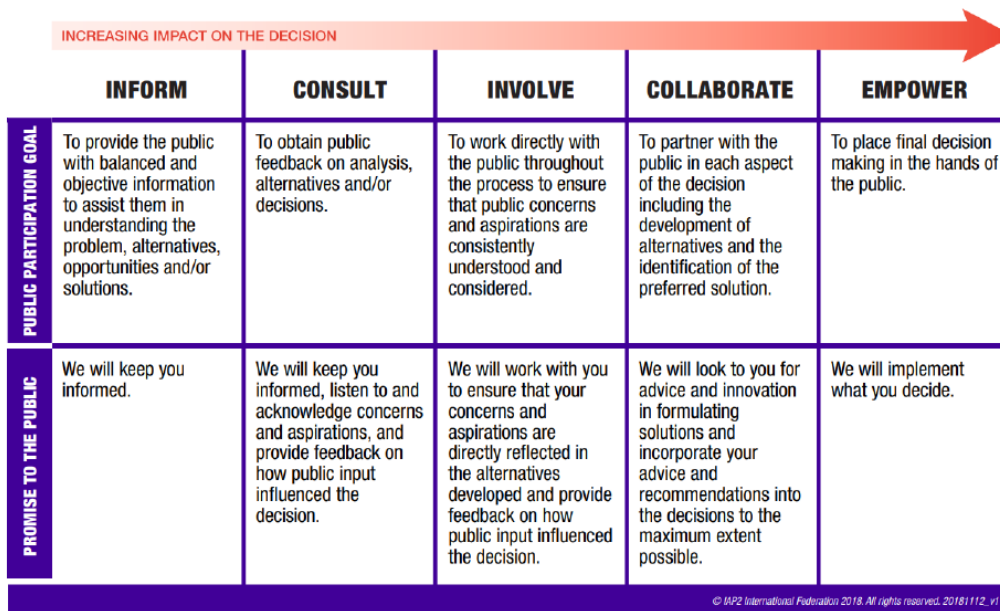 INCREASING IMPACT ON THE DECISION
INFORM
CONSULT
INVOLVE
COLLABORATE
EMPOWER
PUBLIC PARTICIPATION GOAL
To provide the public
with balanced and
objective information
to assist them in
understanding the
problem, alternatives,
opportunities and/or
solutions.
To obtain public
feedback on analysis,
alternatives and/or
decisions.
To work directly with
the public throughout
the process to ensure
that public concerns
and aspirations are
consistently
understood and
considered.
To partner with the
public in each aspect
of the decision
including the
development of
alternatives and the
identification of the
preferred solution.
To place final decision
making in the hands of
the public.
PROMISE TO THE PUBLIC
We will keep you
informed.
We will keep you
informed, listen to and
acknowledge concerns
and aspirations, and
provide feedback on
how public input
influenced the
decision.
We will work with you
to ensure that your
concerns and
aspirations are
directly reflected in
the alternatives
developed and provide
feedback on how
public input influenced
the decision.
We will look to you for
advice and innovation
in formulating
solutions and
incorporate your
advice and
recommendations into
the decisions to the
maximum extent
possible.
We will implement
what you decide.
© IAP2 International Federation 2018. All rights reserved. 20181112_v1